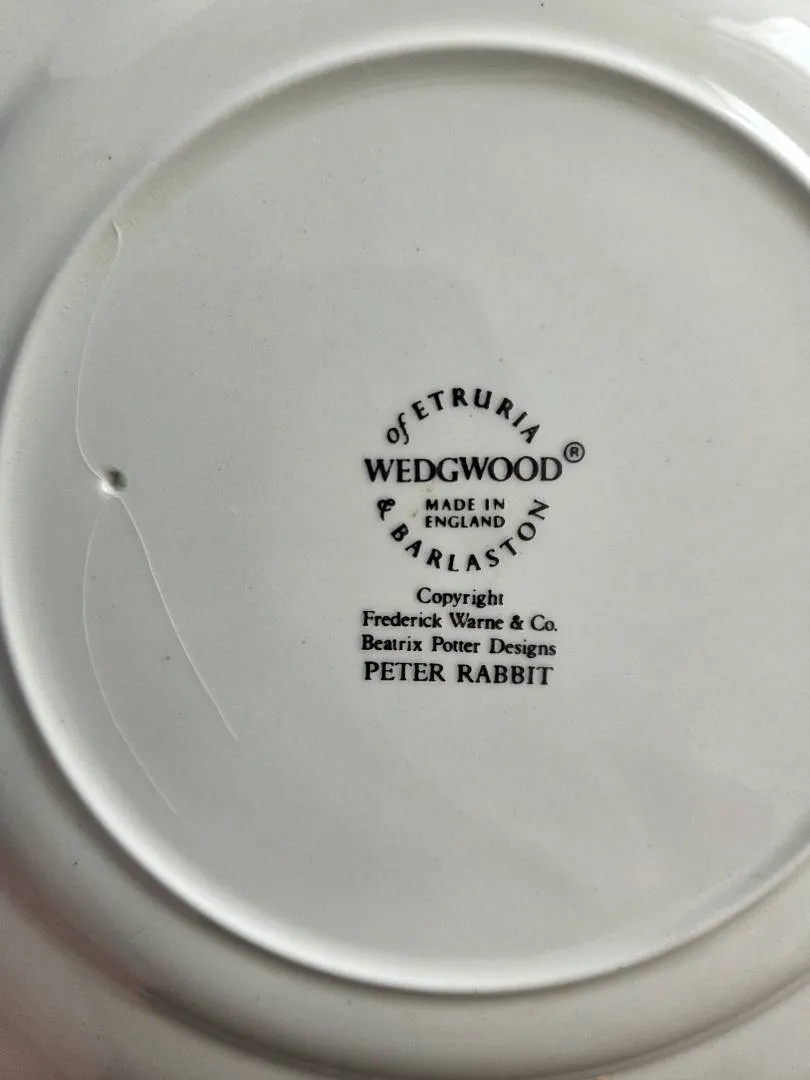 of ETRURIA
WEDGWOOD®
MADE IN
ENGLAND
& BARLASTON
Copyright
Frederick Warne & Co.
Beatrix Potter Designs
PETER RABBIT